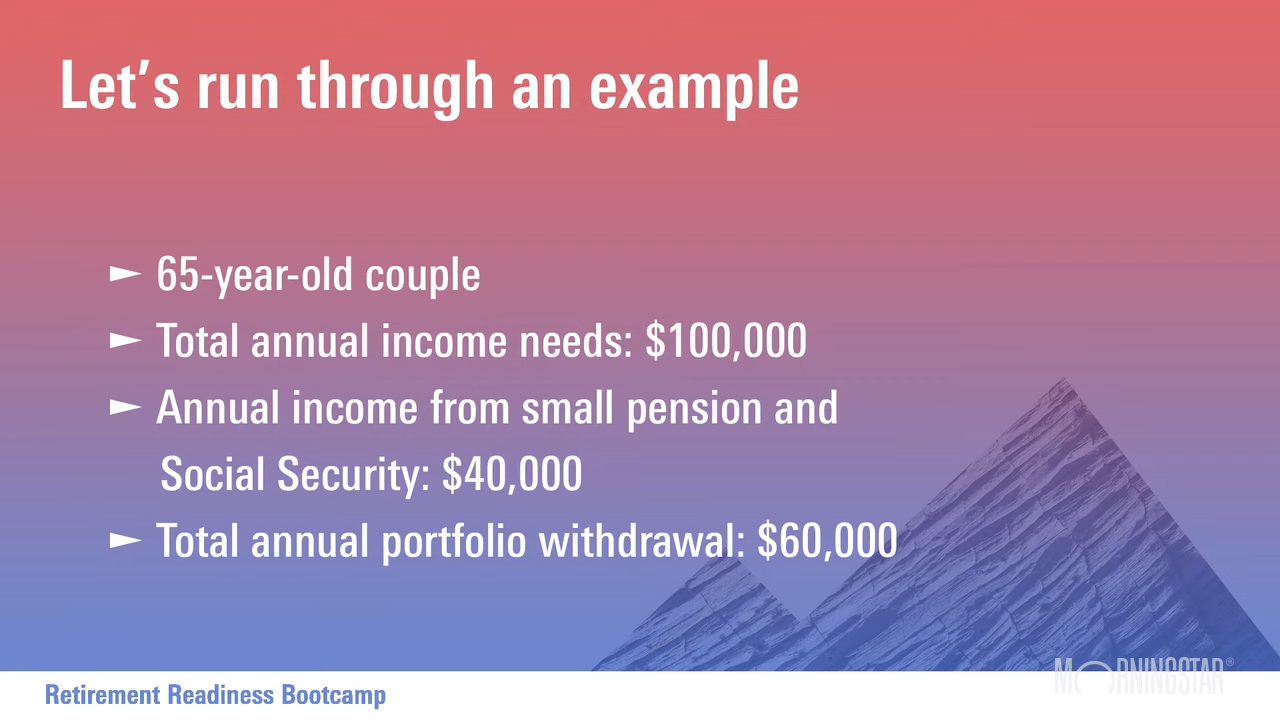 Let's run through an example
► 65-year-old couple
► Total annual income needs: $100,000
► Annual income from small pension and
Social Security: $40,000
► Total annual portfolio withdrawal: $60,000
MORNINGSTAR®
Retirement Readiness Bootcamp